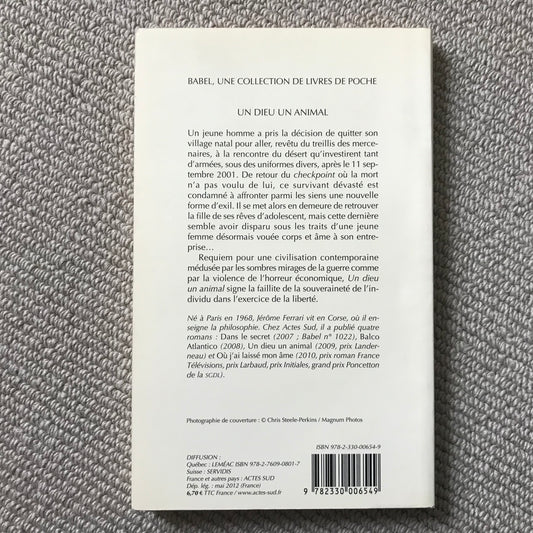 BABEL, UNE COLLECTION DE LIVRES DE POCHE
UN DIEU UN ANIMAL
Un jeune homme a pris la décision de quitter son
village natal pour aller, revêtu du treillis des merce-
naires, à la rencontre du désert qu'investirent tant
d'armées, sous des uniformes divers, après le 11 sep-
tembre 2001. De retour du checkpoint où la mort
n'a pas voulu de lui, ce survivant dévasté est
condamné à affronter parmi les siens une nouvelle
forme d'exil. Il se met alors en demeure de retrouver
la fille de ses rêves d'adolescent, mais cette dernière
semble avoir disparu sous les traits d'une jeune
femme désormais vouée corps et âme à son entre-
prise...
Requiem pour une civilisation contemporaine
médusée par les sombres mirages de la guerre comme
par la violence de l'horreur économique, Un dieu
un animal signe la faillite de la souveraineté de l'in-
dividu dans l'exercice de la liberté.
Né à Paris en 1968, Jérôme Ferrari vit en Corse, où il en-
seigne la philosophie. Chez Actes Sud, il a publié quatre
romans : Dans le secret (2007 ; Babel n° 1022), Balco
Atlantico (2008), Un dieu un animal (2009, prix Lander-
neau) et Où j'ai laissé mon âme (2010, prix roman France
Télévisions, prix Larbaud, prix Initiales, grand prix Poncetton
de la SGDL).
Photographie de couverture : © Chris Steele-Perkins / Magnum Photos
ISBN 978-2-330-00654-9
DIFFUSION :
Québec : LEMÉAC ISBN 978-2-7609-0801-7
Suisse : SERVIDIS
France et autres pays : ACTES SUD
Dép. lég. : mai 2012 (France)
6,70 € TTC France / www.actes-sud.fr
9 782330 006549